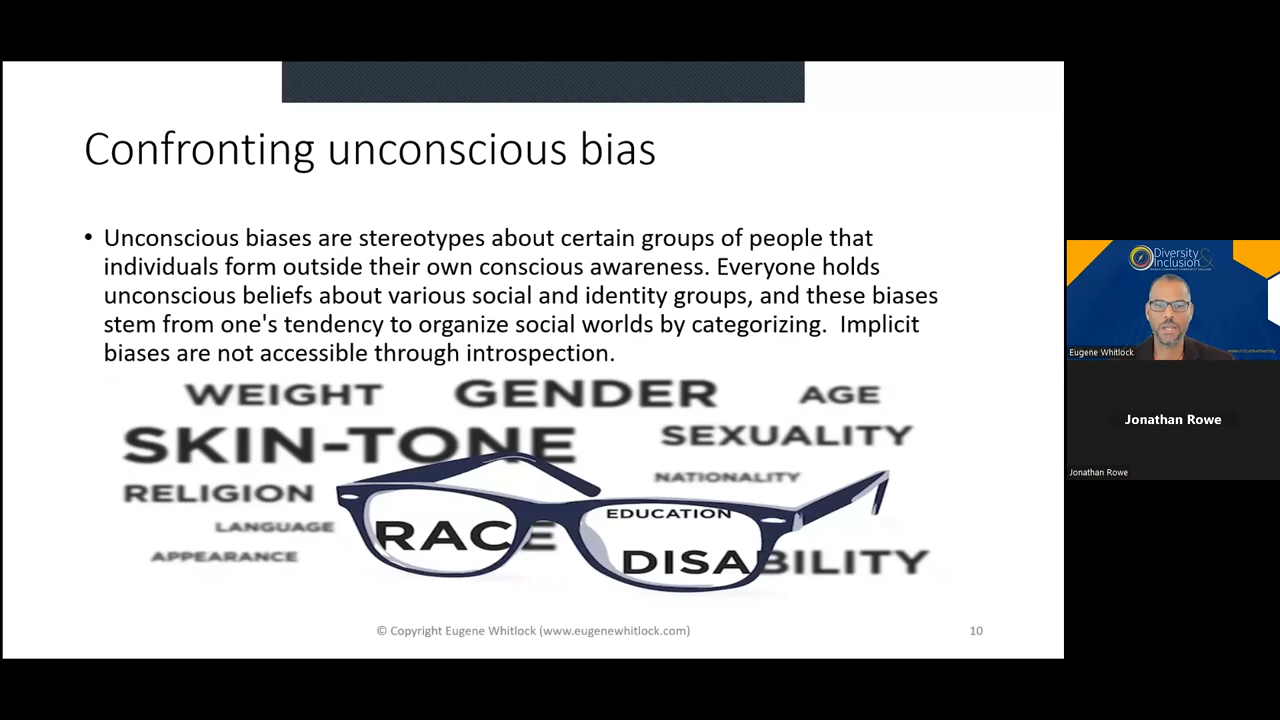 Confronting unconscious bias
• Unconscious biases are stereotypes about certain groups of people that
individuals form outside their own conscious awareness. Everyone holds
unconscious beliefs about various social and identity groups, and these biases
stem from one's tendency to organize social worlds by categorizing.  Implicit
biases are not accessible through introspection.
WEIGHT GENDER AGE
SKIN-TONE SEXUALITY
RELIGION NATIONALITY
LANGUAGE RACE EDUCATION
APPEARANCE DISABILITY
© Copyright Eugene Whitlock (www.eugenewhitlock.com) 10
Diversity &
Inclusion
Eugene Whitlock
Jonathan Rowe
Jonathan Rowe